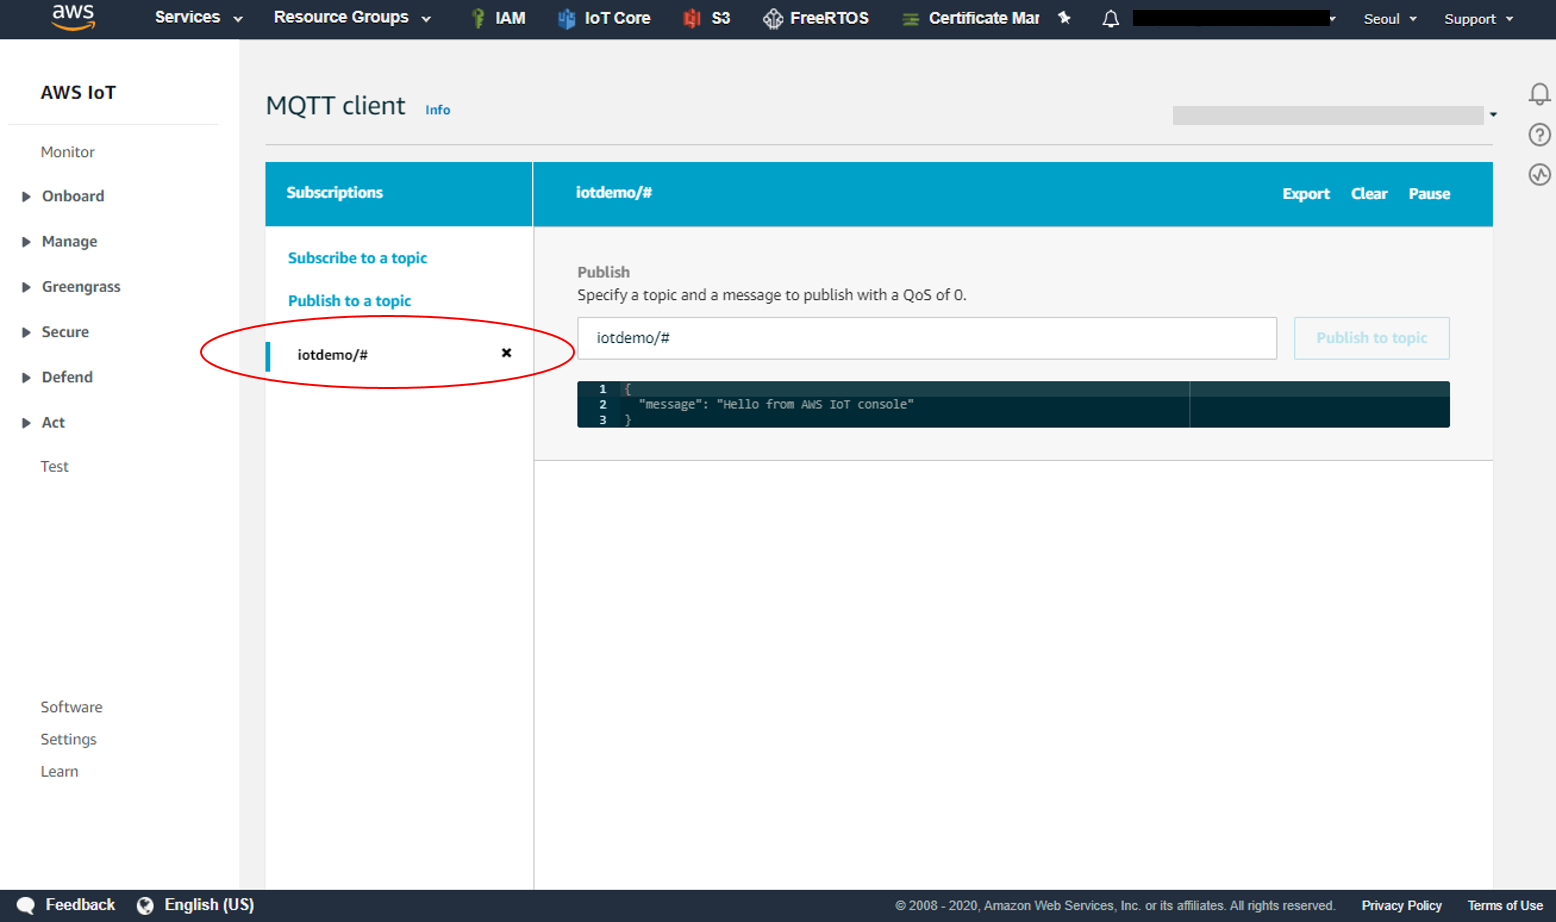 aws Services Resource Groups IAM IoT Core S3 FreeRTOS Certificate Mar Seoul Support
AWS IoT
Monitor
Onboard
Manage
Greengrass
Secure
Defend
Act
Test
Software
Settings
Learn
MQTT client Info
Subscriptions
Subscribe to a topic
Publish to a topic
iotdemo/#
iotdemo/# Export Clear Pause
Publish
Specify a topic and a message to publish with a QoS of 0.
iotdemo/# Publish to topic
1 {
2 "message": "Hello from AWS IoT console"
3 }
Feedback English (US) © 2008 - 2020, Amazon Web Services, Inc. or its affiliates. All rights reserved. Privacy Policy Terms of Use